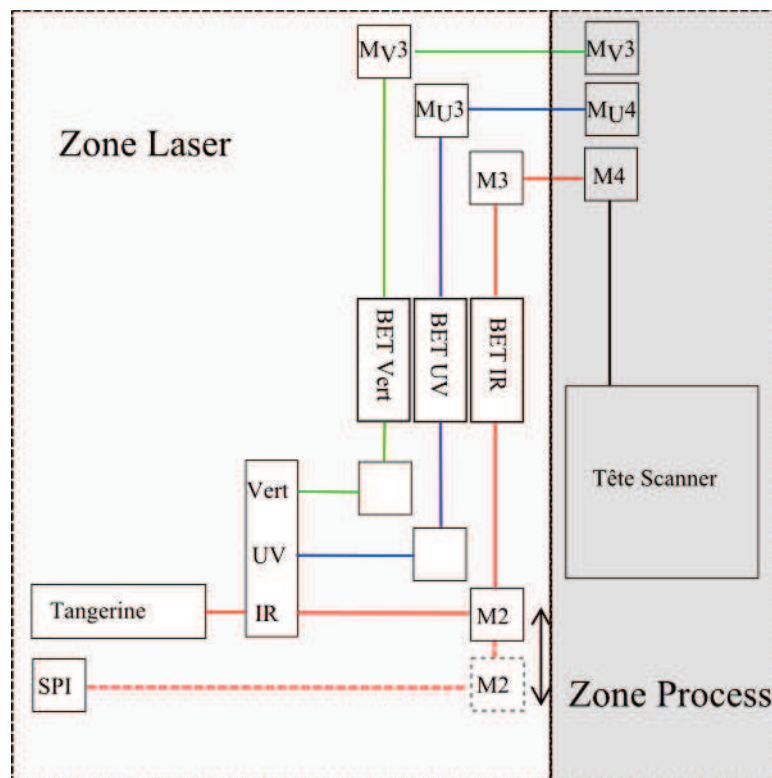 MV3
MV3
MU3
MU4
Zone Laser
M3
M4
BET Vert
BET UV
BET IR
Tête Scanner
Vert
UV
Tangerine
IR
M2
SPI
M2
Zone Process